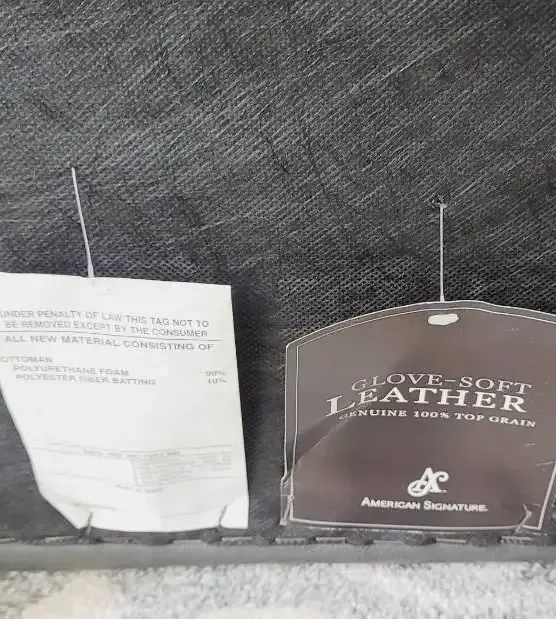 UNDER PENALTY OF LAW THIS TAG NOT TO
BE REMOVED EXCEPT BY THE CONSUMER
ALL NEW MATERIAL CONSISTING OF
OTTOMAN
POLYURETHANE FOAM 90%
POLYESTER FIBER BATTING 10%
GLOVE-SOFT
LEATHER
GENUINE 100% TOP GRAIN
AS
AMERICAN SIGNATURE